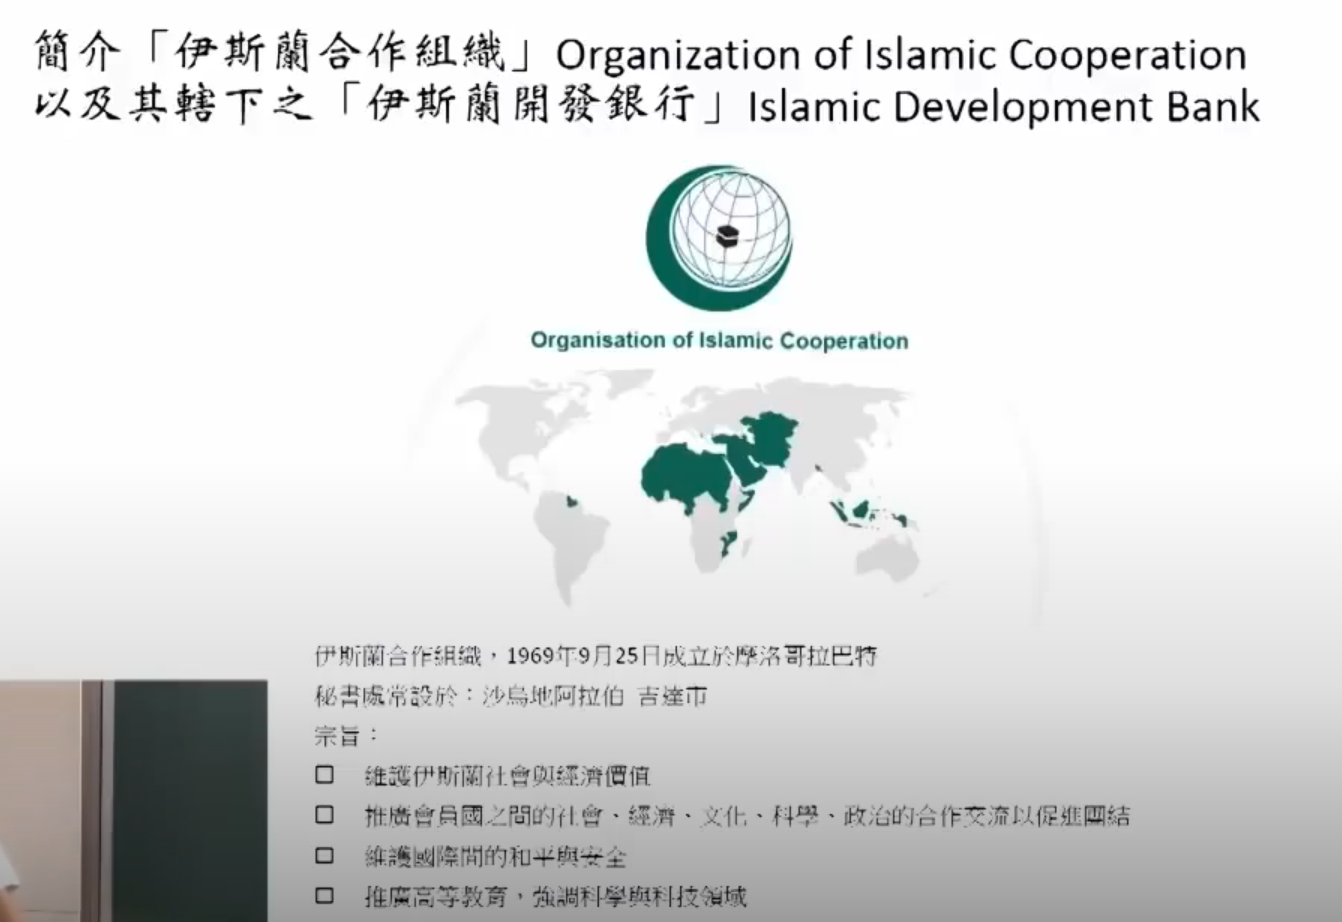 簡介「伊斯蘭合作組織」Organization of Islamic Cooperation
以及其轄下之「伊斯蘭開發銀行」Islamic Development Bank
Organisation of Islamic Cooperation
伊斯蘭合作組織，1969年9月25日成立於摩洛哥拉巴特
秘書處常設於：沙烏地阿拉伯 吉達市
宗旨：
☐ 維護伊斯蘭社會與經濟價值
☐ 推廣會員國之間的社會、經濟、文化、科學、政治的合作交流以促進團結
☐ 維護國際間的和平與安全
☐ 推廣高等教育，強調科學與科技領域